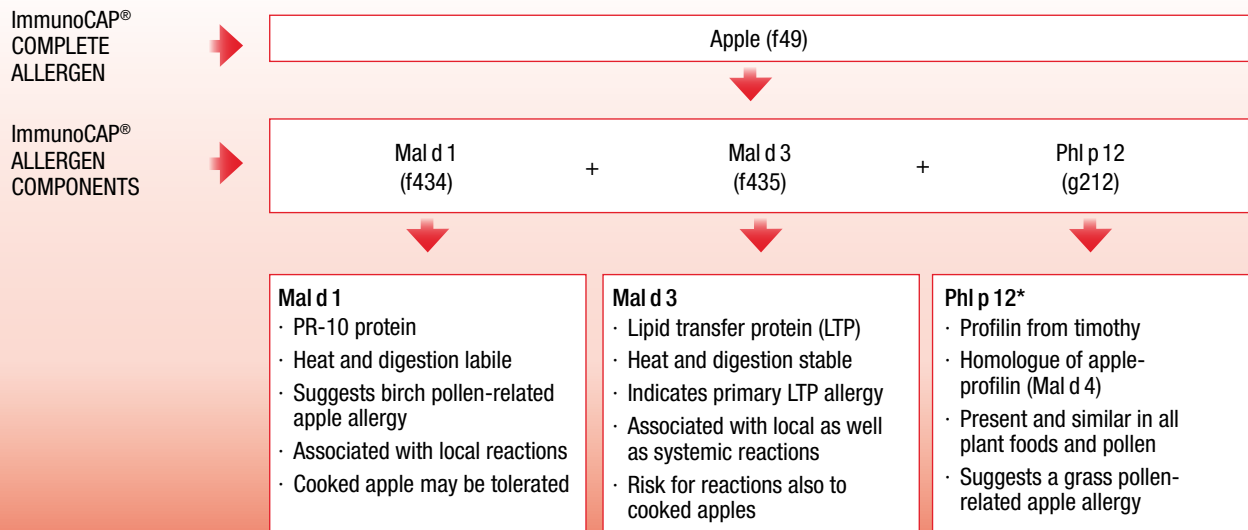 ImmunoCAP®
COMPLETE
ALLERGEN
Apple (f49)
ImmunoCAP®
ALLERGEN
COMPONENTS
Mal d 1
(f434)
+
Mal d 3
(f435)
+
Phl p 12
(g212)
Mal d 1
· PR-10 protein
· Heat and digestion labile
· Suggests birch pollen-related
apple allergy
· Associated with local reactions
· Cooked apple may be tolerated
Mal d 3
· Lipid transfer protein (LTP)
· Heat and digestion stable
· Indicates primary LTP allergy
· Associated with local as well
as systemic reactions
· Risk for reactions also to
cooked apples
Phl p 12*
· Profilin from timothy
· Homologue of apple-
profilin (Mal d 4)
· Present and similar in all
plant foods and pollen
· Suggests a grass pollen-
related apple allergy